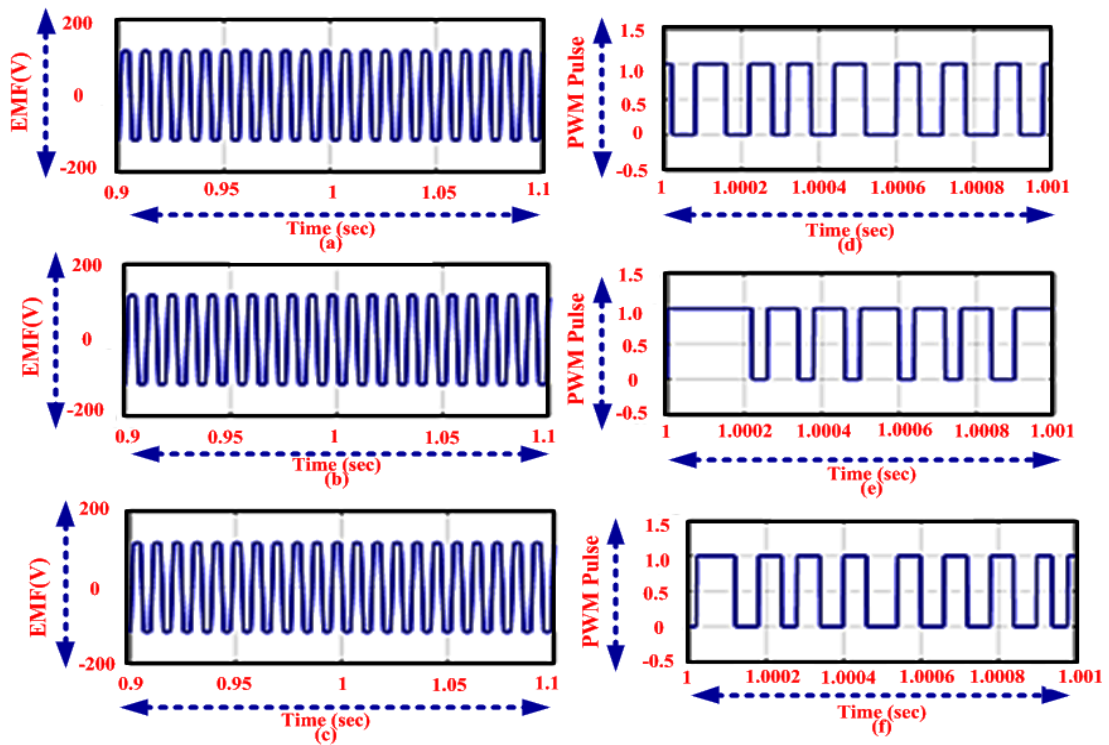 200
0
-200
EMF(V)
0.9 0.95 1 1.05 1.1
Time (sec)
(a)
1.5
1.0
0.5
0
-0.5
PWM Pulse
1 1.0002 1.0004 1.0006 1.0008 1.001
Time (sec)
(d)
200
0
-200
EMF(V)
0.9 0.95 1 1.05 1.1
Time (sec)
(b)
1.5
1.0
0.5
0
-0.5
PWM Pulse
1 1.0002 1.0004 1.0006 1.0008 1.001
Time (sec)
(e)
200
0
-200
EMF(V)
0.9 0.95 1 1.05 1.1
Time (sec)
(c)
1.5
1.0
0.5
0
-0.5
PWM Pulse
1 1.0002 1.0004 1.0006 1.0008 1.001
Time (sec)
(f)